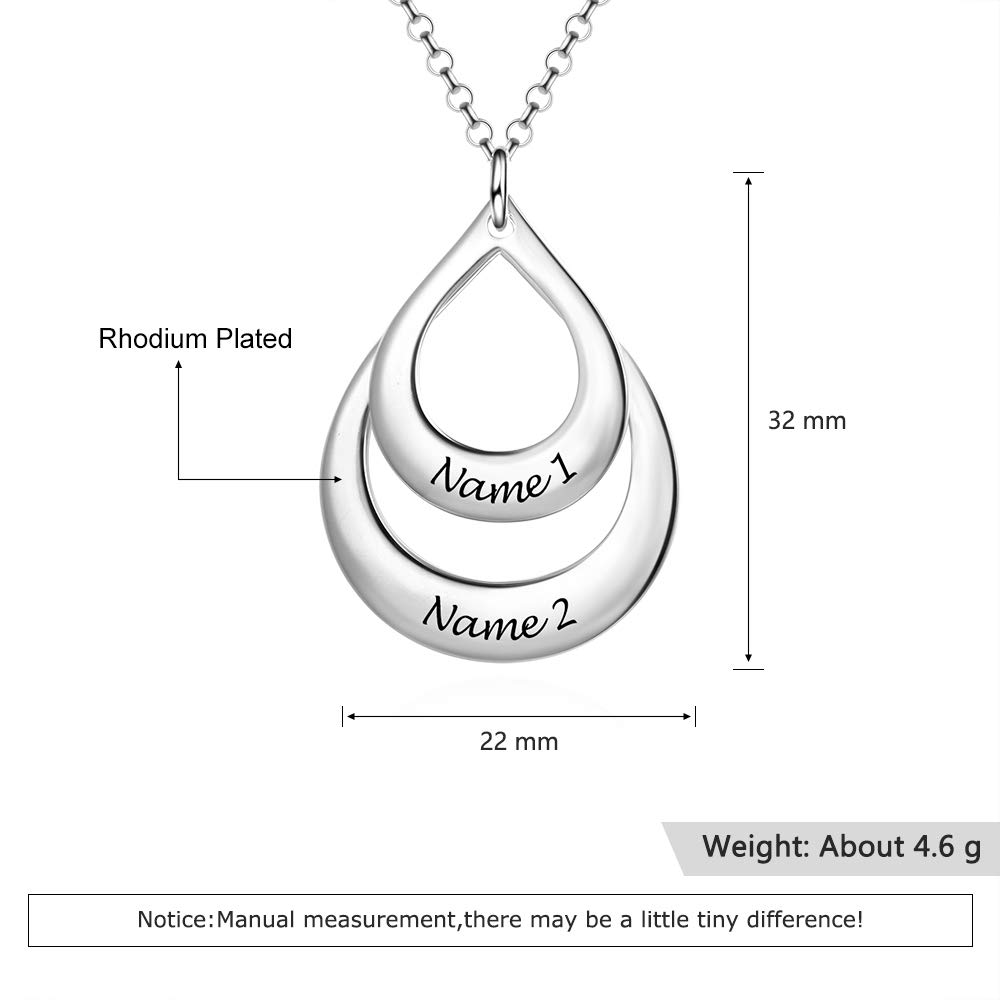 Rhodium Plated
32 mm
Name 1
Name 2
22 mm
Weight: About 4.6 g
Notice:Manual measurement,there may be a little tiny difference!